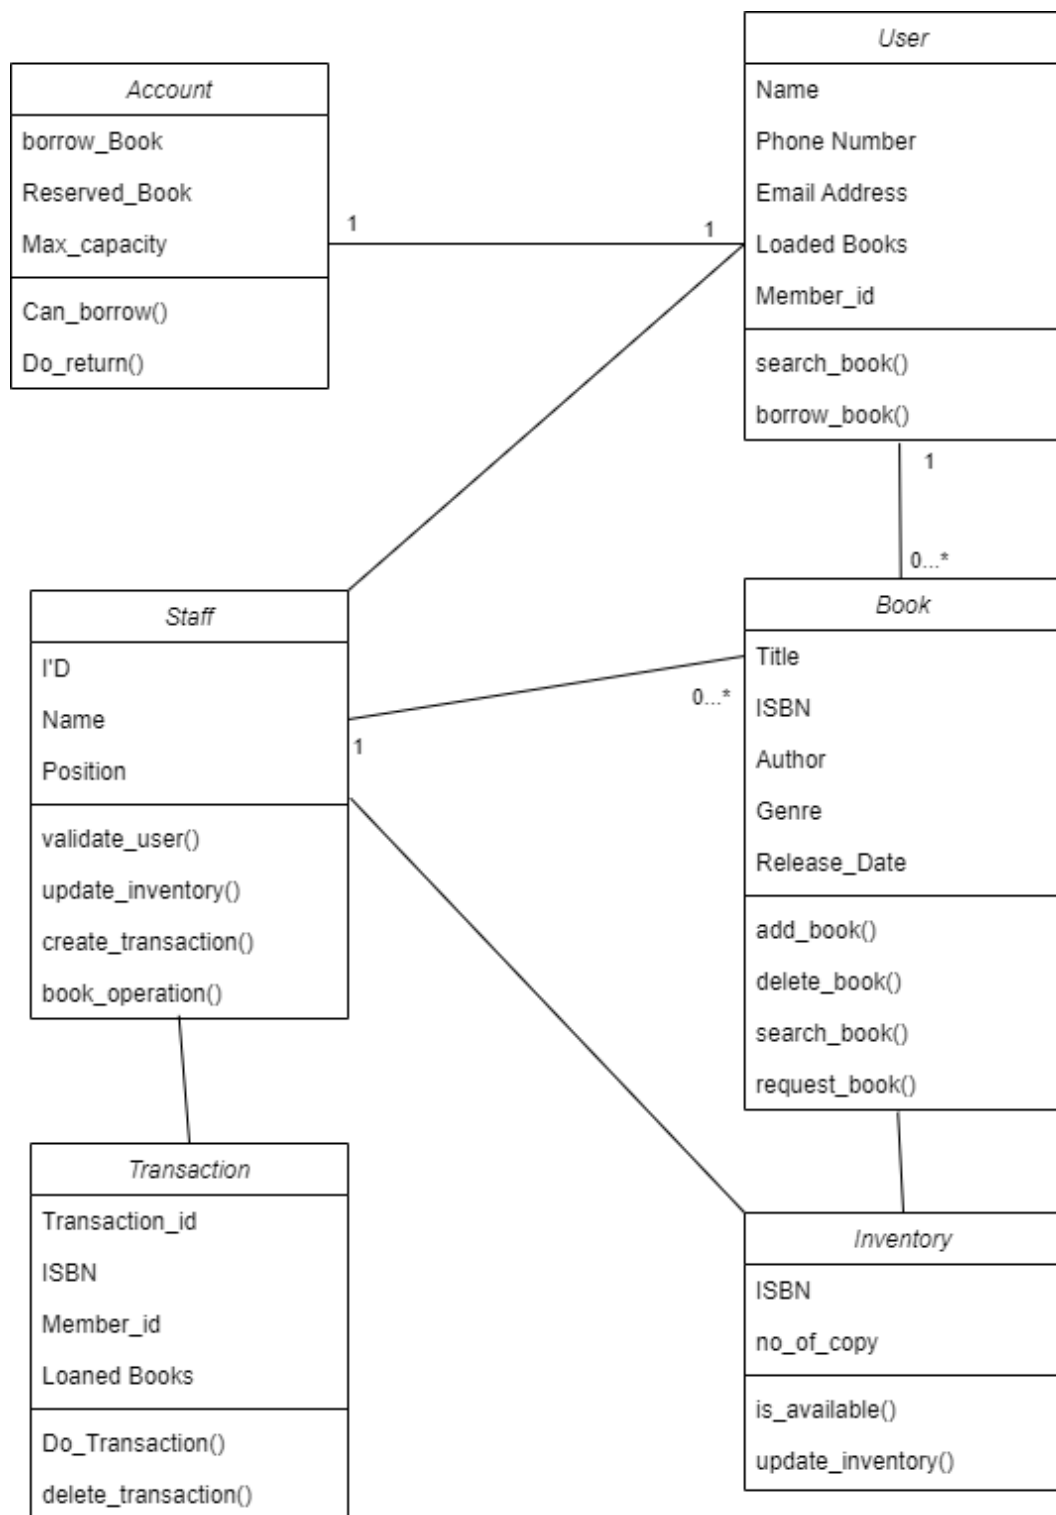 User
Name
Phone Number
Email Address
Loaded Books
Member_id
search_book()
borrow_book()
Account
borrow_Book
Reserved_Book
Max_capacity
Can_borrow()
Do_return()
1
1
1
0...*
Staff
I'D
Name
Position
validate_user()
update_inventory()
create_transaction()
book_operation()
1
0...*
Book
Title
ISBN
Author
Genre
Release_Date
add_book()
delete_book()
search_book()
request_book()
Transaction
Transaction_id
ISBN
Member_id
Loaned Books
Do_Transaction()
delete_transaction()
Inventory
ISBN
no_of_copy
is_available()
update_inventory()